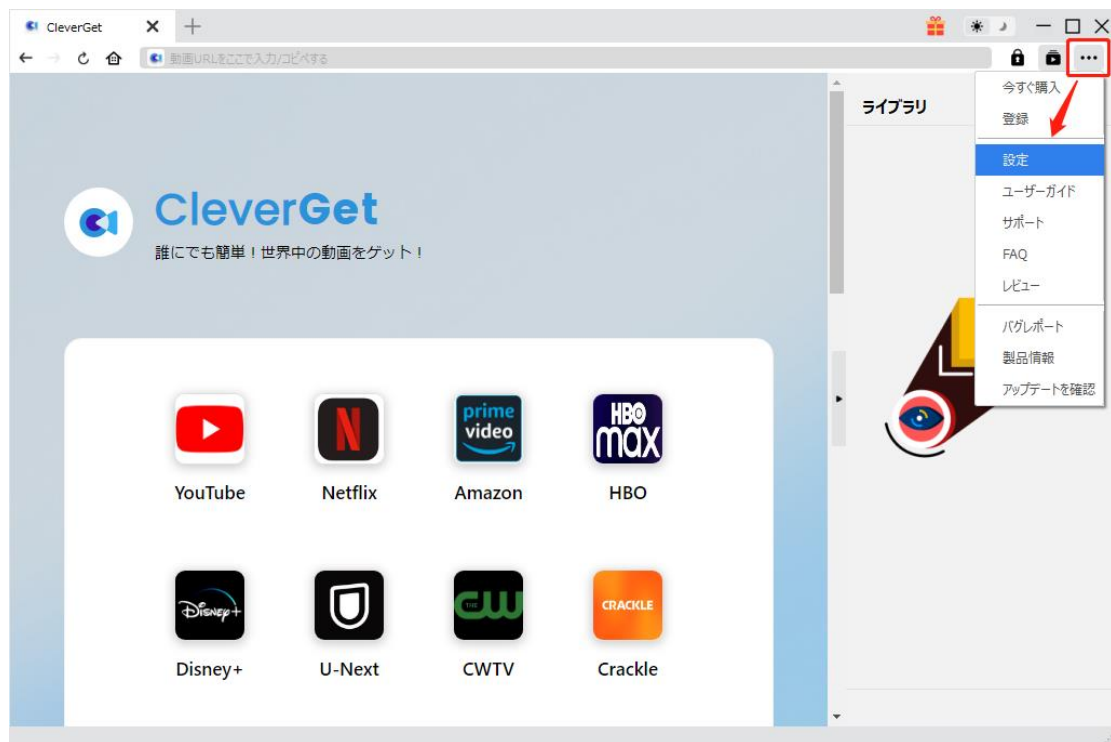 CleverGet
動画URLをここで入力/コピペする
今すぐ購入
登録
設定
ユーザーガイド
サポート
FAQ
レビュー
バグレポート
製品情報
アップデートを確認
ライブラリ
CleverGet
誰にでも簡単！世界中の動画をゲット！
prime
video
HBO
max
YouTube
Netflix
Amazon
HBO
Disney+
THE
CW
CRACKLE
Disney+
U-Next
CWTV
Crackle